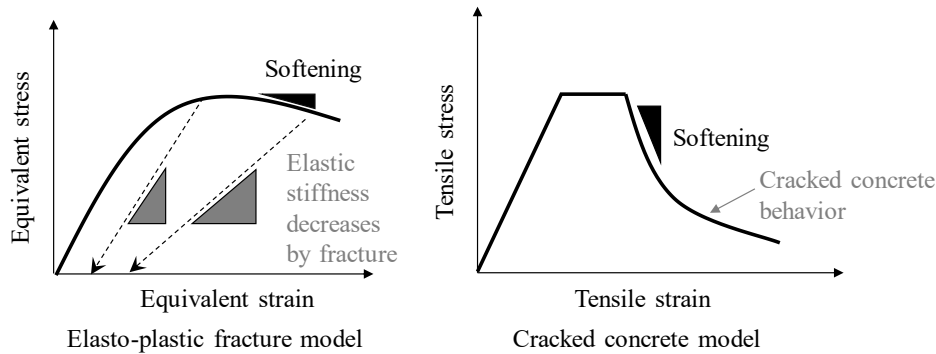 Equivalent stress
Softening
Elastic
stiffness
decreases
by fracture
Equivalent strain
Elasto-plastic fracture model
Tensile stress
Softening
Cracked concrete
behavior
Tensile strain
Cracked concrete model